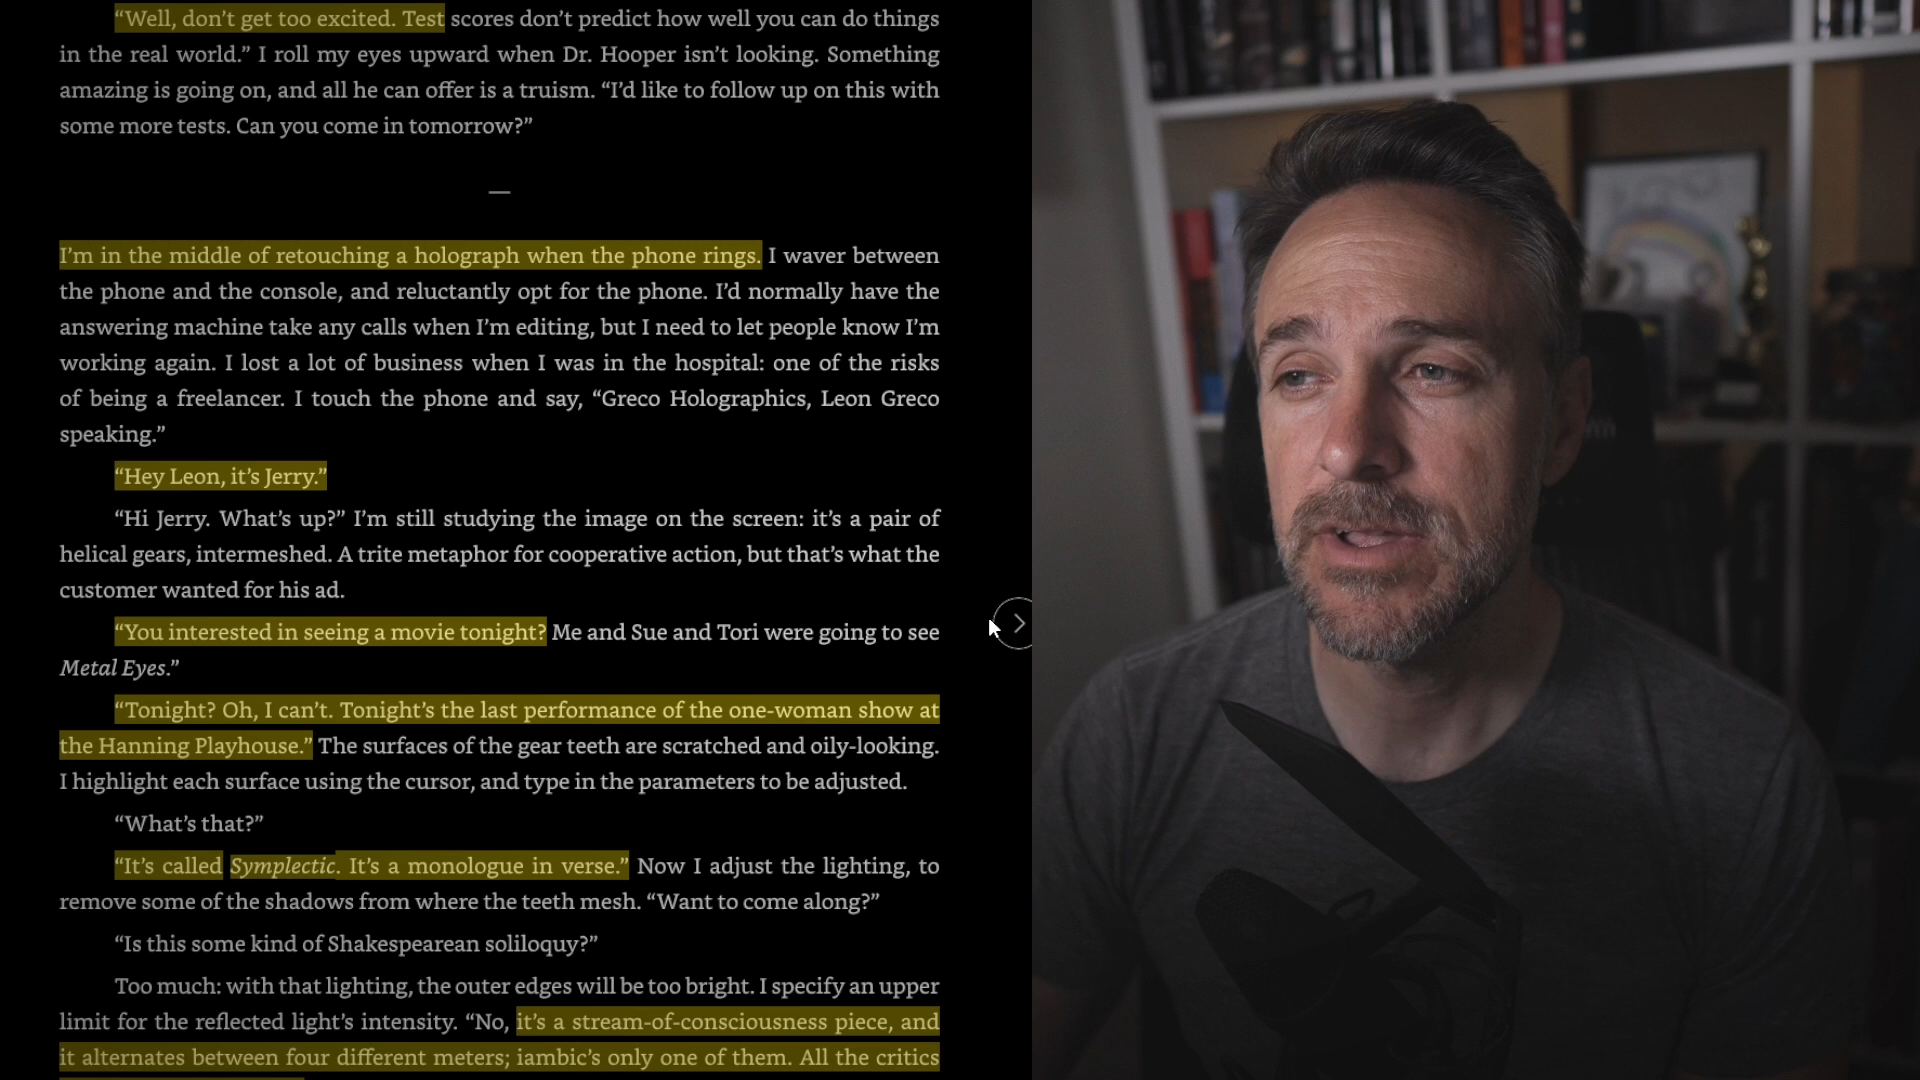 “Well, don’t get too excited. Test scores don’t predict how well you can do things
in the real world.” I roll my eyes upward when Dr. Hooper isn’t looking. Something
amazing is going on, and all he can offer is a truism. “I’d like to follow up on this with
some more tests. Can you come in tomorrow?”
—
I’m in the middle of retouching a holograph when the phone rings. I waver between
the phone and the console, and reluctantly opt for the phone. I’d normally have the
answering machine take any calls when I’m editing, but I need to let people know I’m
working again. I lost a lot of business when I was in the hospital: one of the risks
of being a freelancer. I touch the phone and say, “Greco Holographics, Leon Greco
speaking.”
“Hey Leon, it’s Jerry.”
“Hi Jerry. What’s up?” I’m still studying the image on the screen: it’s a pair of
helical gears, intermeshed. A trite metaphor for cooperative action, but that’s what the
customer wanted for his ad.
“You interested in seeing a movie tonight? Me and Sue and Tori were going to see
Metal Eyes.”
“Tonight? Oh, I can’t. Tonight’s the last performance of the one-woman show at
the Hanning Playhouse.” The surfaces of the gear teeth are scratched and oily-looking.
I highlight each surface using the cursor, and type in the parameters to be adjusted.
“What’s that?”
“It’s called Symplectic. It’s a monologue in verse.” Now I adjust the lighting, to
remove some of the shadows from where the teeth mesh. “Want to come along?”
“Is this some kind of Shakespearean soliloquy?”
Too much: with that lighting, the outer edges will be too bright. I specify an upper
limit for the reflected light’s intensity. “No, it’s a stream-of-consciousness piece, and
it alternates between four different meters; iambic’s only one of them. All the critics